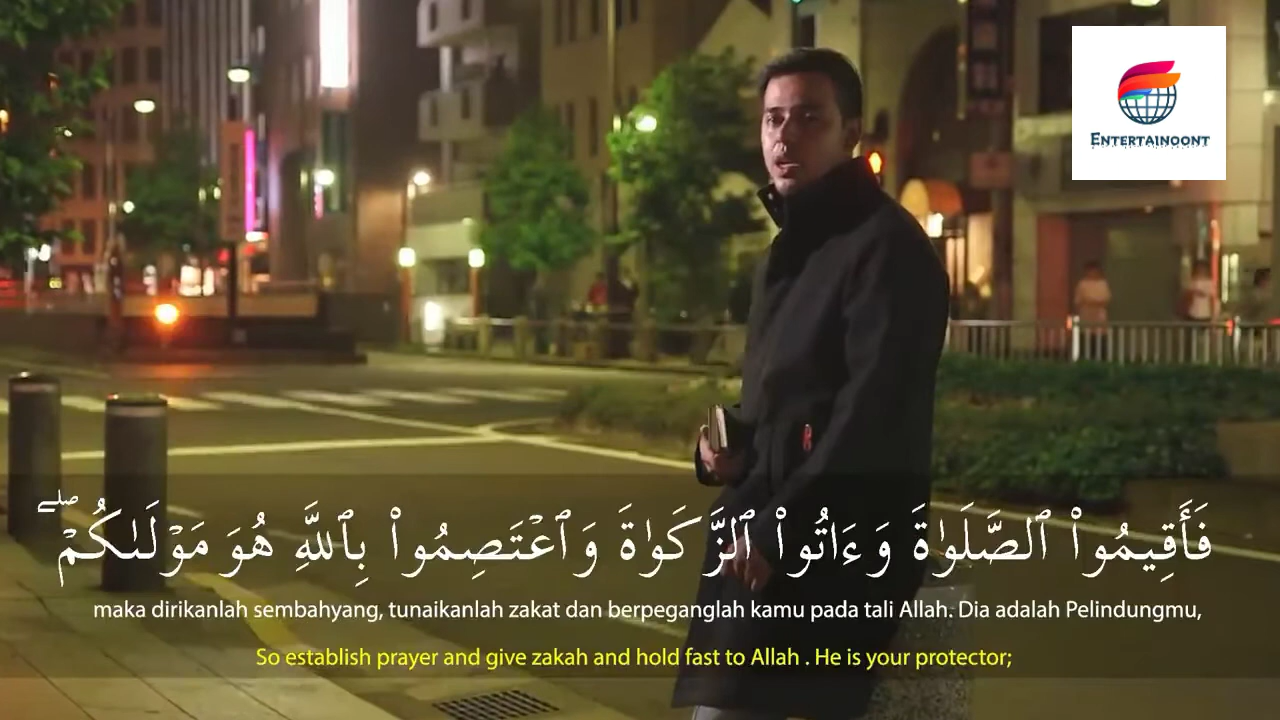 Entertainoont
فَأَقِيمُوا۟ ٱلصَّلَوٰةَ وَءَاتُوا۟ ٱلزَّكَوٰةَ وَٱعْتَصِمُوا۟ بِٱللَّهِ هُوَ مَوْلَىٰكُمْ ۖ
maka dirikanlah sembahyang, tunaikanlah zakat dan berpeganglah kamu pada tali Allah. Dia adalah Pelindungmu,
So establish prayer and give zakah and hold fast to Allah . He is your protector;